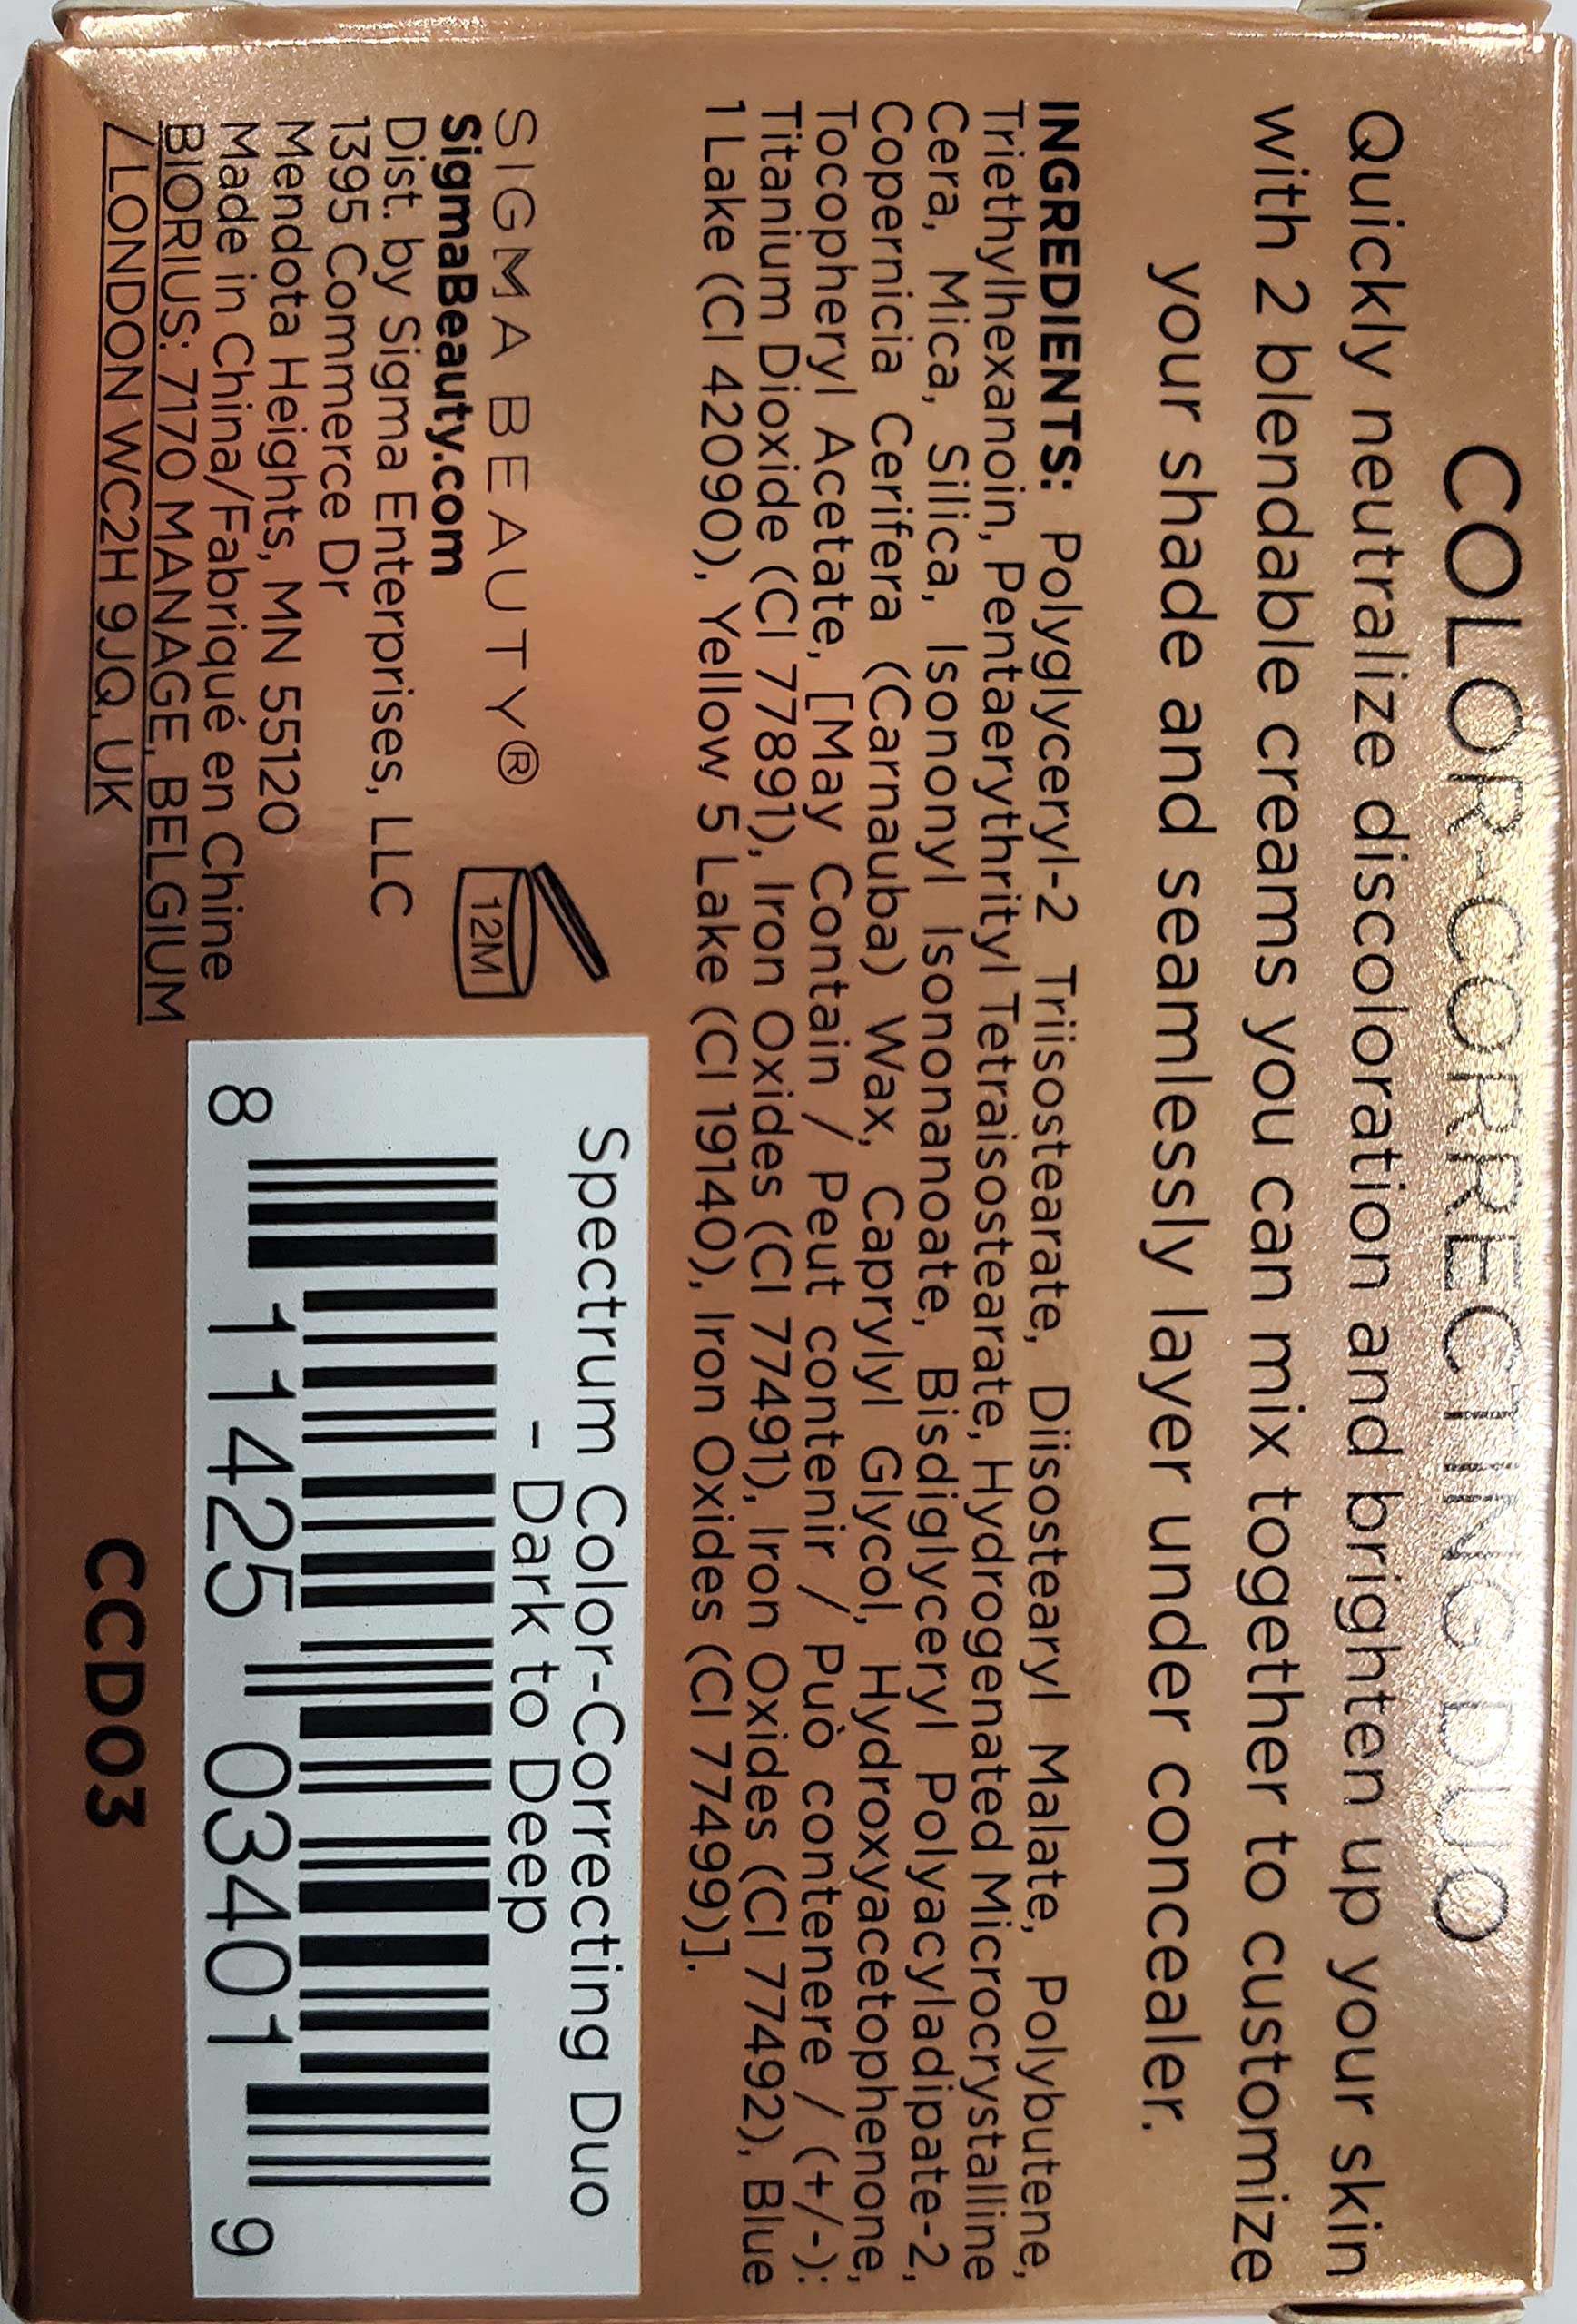 COLOR-CORRECTING DUO
Quickly neutralize discoloration and brighten up your skin
with 2 blendable creams you can mix together to customize
your shade and seamlessly layer under concealer.
INGREDIENTS: Polyglyceryl-2 Triisostearate, Diisostearyl Malate, Polybutene,
Triethylhexanoin, Pentaerythrityl Tetraisostearate, Hydrogenated Microcrystalline
Cera, Mica, Silica, Isononyl Isononanoate, Bisdiglyceryl Polyacyladipate-2,
Copernicia Cerifera (Carnauba) Wax, Caprylyl Glycol, Hydroxyacetophenone,
Tocopheryl Acetate, [May Contain / Peut contenir / Può contenere / (+/-):
Titanium Dioxide (CI 77891), Iron Oxides (CI 77491), Iron Oxides (CI 77492), Blue
1 Lake (CI 42090), Yellow 5 Lake (CI 19140), Iron Oxides (CI 77499)].
SIGMA BEAUTY®
SigmaBeauty.com
Dist. by Sigma Enterprises, LLC
1395 Commerce Dr
Mendota Heights, MN 55120
Made in China/Fabriqué en Chine
BIORIUS: 7170 MANAGE, BELGIUM
/ LONDON WC2H 9JQ, UK
12M
Spectrum Color-Correcting Duo
- Dark to Deep
8 11425 03401 9
CCD03